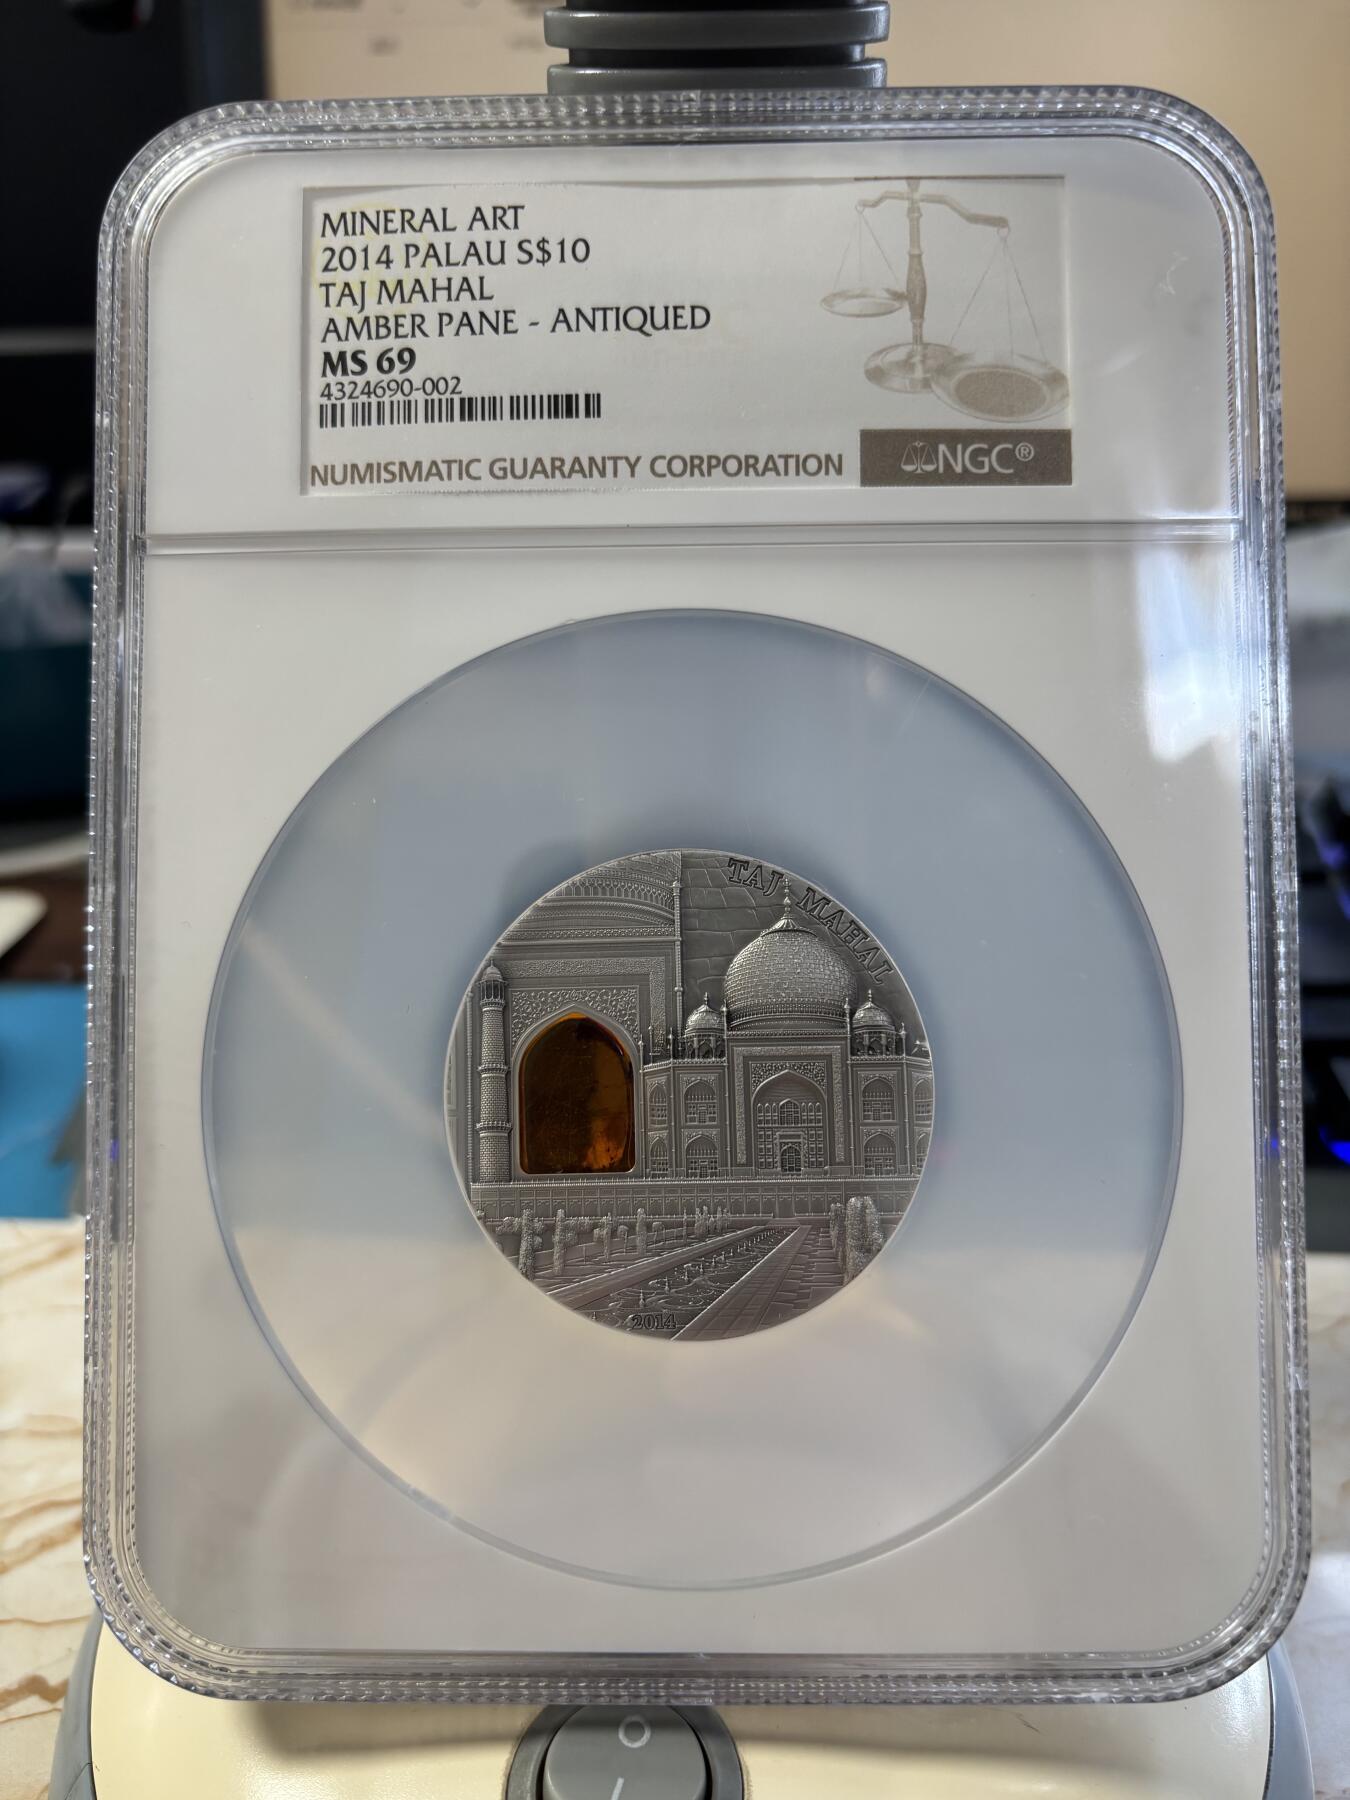 MINERAL ART
2014 PALAU S$10
TAJ MAHAL
AMBER PANE - ANTIQUED
MS 69
4324690-002
NUMISMATIC GUARANTY CORPORATION
NGC®
TAJ MAHAL
2014